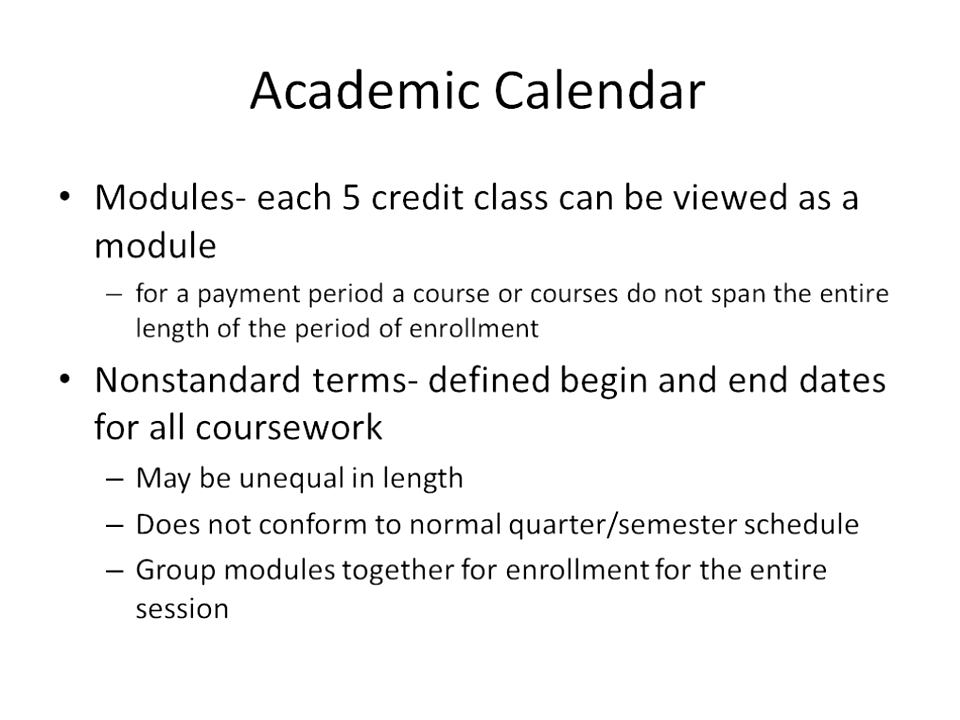 Academic Calendar
• Modules- each 5 credit class can be viewed as a
module
– for a payment period a course or courses do not span the entire
length of the period of enrollment
• Nonstandard terms- defined begin and end dates
for all coursework
– May be unequal in length
– Does not conform to normal quarter/semester schedule
– Group modules together for enrollment for the entire
session